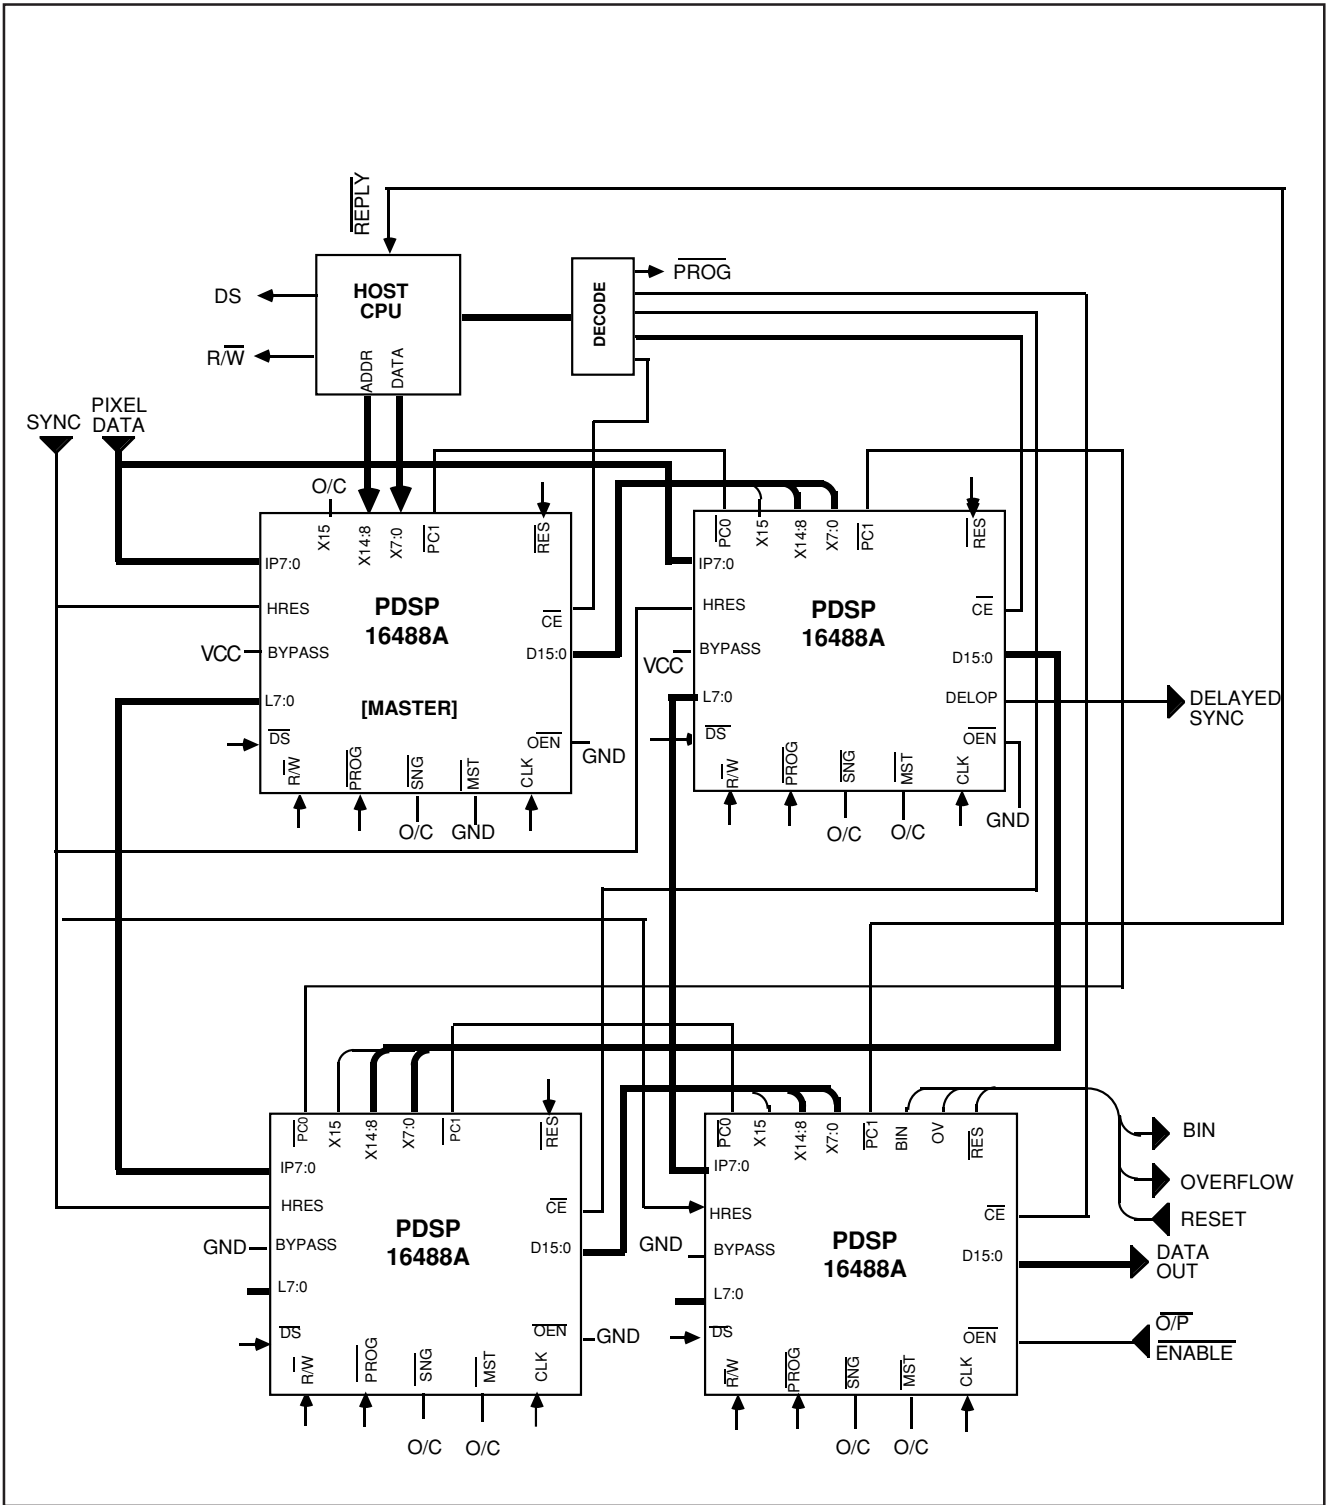 REPLY
HOST
CPU
DS
R/W
ADDR
DATA
DECODE
PROG
SYNC
PIXEL
DATA
O/C
X15
X14:8
X7:0
PC1
RES
IP7:0
HRES
VCC
BYPASS
L7:0
DS
R/W
PROG
SNG
MST
CLK
O/C
GND
PDSP
16488A
[MASTER]
CE
D15:0
OEN
GND
PC0
X15
X14:8
X7:0
PC1
RES
IP7:0
HRES
VCC
BYPASS
L7:0
DS
R/W
PROG
SNG
MST
CLK
O/C
O/C
PDSP
16488A
CE
D15:0
DELOP
OEN
GND
DELAYED
SYNC
PC0
X15
X14:8
X7:0
PC1
RES
IP7:0
HRES
GND
BYPASS
L7:0
DS
R/W
PROG
SNG
MST
CLK
O/C
O/C
PDSP
16488A
CE
D15:0
OEN
GND
PC0
X15
X14:8
X7:0
PC1
BIN
OV
RES
IP7:0
HRES
GND
BYPASS
L7:0
DS
R/W
PROG
SNG
MST
CLK
O/C
O/C
PDSP
16488A
CE
D15:0
OEN
BIN
OVERFLOW
RESET
DATA
OUT
O/P
ENABLE